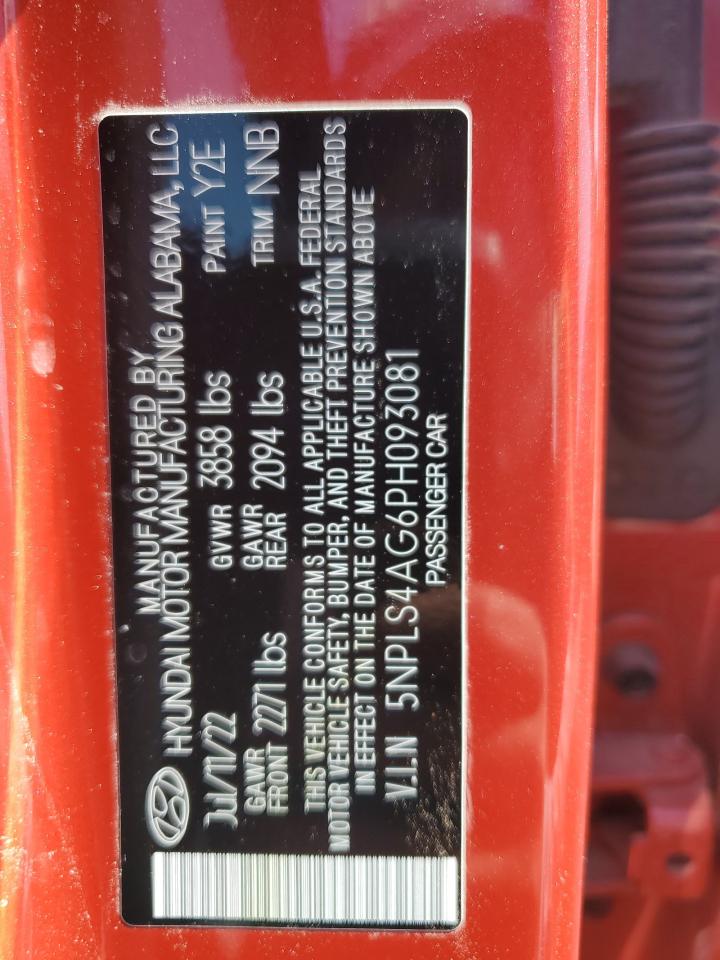 MANUFACTURED BY
HYUNDAI MOTOR MANUFACTURING ALABAMA, LLC
Jul/11/22 GVWR 3858 lbs PAINT Y2E
GAWR FRONT 2271 lbs GAWR REAR 2094 lbs TRIM NNB
THIS VEHICLE CONFORMS TO ALL APPLICABLE U.S.A. FEDERAL
MOTOR VEHICLE SAFETY, BUMPER, AND THEFT PREVENTION STANDARDS
IN EFFECT ON THE DATE OF MANUFACTURE SHOWN ABOVE
V.I.N 5NPLS4AG6PH093081
PASSENGER CAR